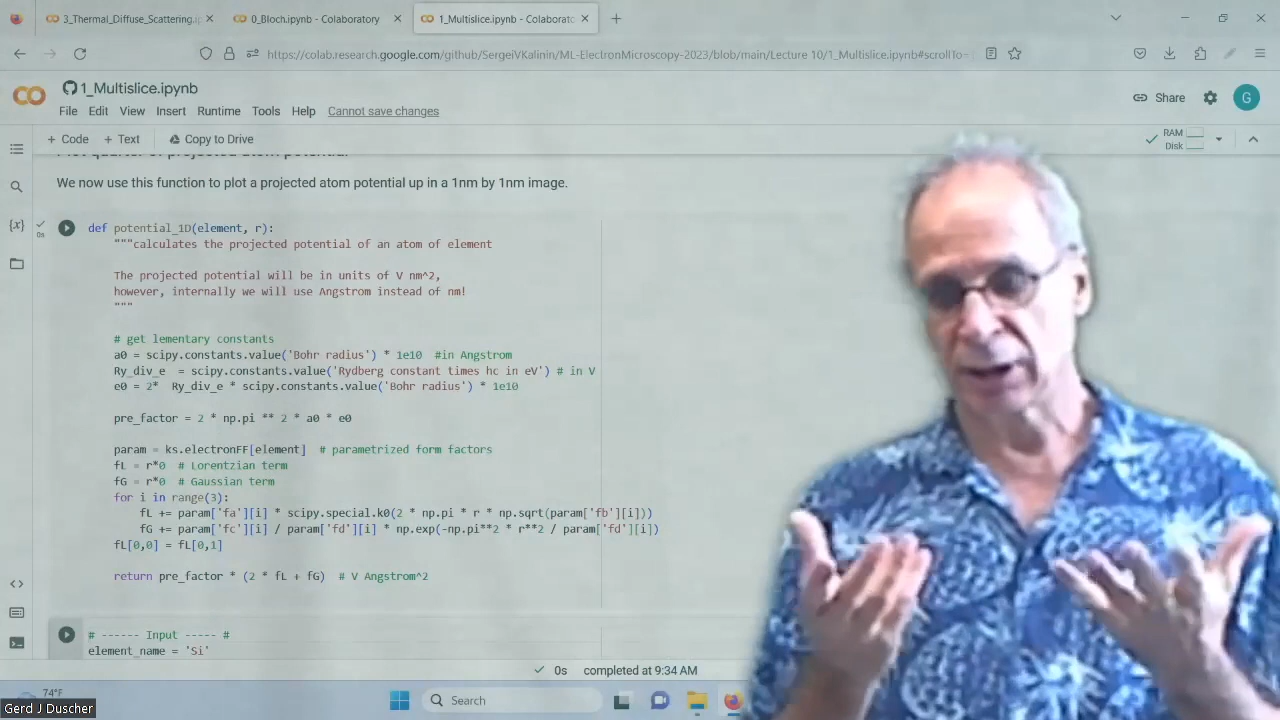 3_Thermal_Diffuse_Scattering.ip
0_Bloch.ipynb - Colaboratory
1_Multislice.ipynb - Colaborato
https://colab.research.google.com/github/SergeiVKalinin/ML-ElectronMicroscopy-2023/blob/main/Lecture 10/1_Multislice.ipynb#scrollTo=
1_Multislice.ipynb
File Edit View Insert Runtime Tools Help Cannot save changes
Share
G
+ Code + Text Copy to Drive
RAM
Disk
Plot quarter of projected atom potential
We now use this function to plot a projected atom potential up in a 1nm by 1nm image.
{x}
0s
def potential_1D(element, r):
"""calculates the projected potential of an atom of element
The projected potential will be in units of V nm^2,
however, internally we will use Angstrom instead of nm!
"""
# get lementary constants
a0 = scipy.constants.value('Bohr radius') * 1e10 #in Angstrom
Ry_div_e = scipy.constants.value('Rydberg constant times hc in eV') # in V
e0 = 2* Ry_div_e * scipy.constants.value('Bohr radius') * 1e10
pre_factor = 2 * np.pi ** 2 * a0 * e0
param = ks.electronFF[element] # parametrized form factors
fL = r*0 # Lorentzian term
fG = r*0 # Gaussian term
for i in range(3):
fL += param['fa'][i] * scipy.special.k0(2 * np.pi * r * np.sqrt(param['fb'][i]))
fG += param['fc'][i] / param['fd'][i] * np.exp(-np.pi**2 * r**2 / param['fd'][i])
fL[0,0] = fL[0,1]
return pre_factor * (2 * fL + fG) # V Angstrom^2
# ------ Input ----- #
element_name = 'Si'
0s completed at 9:34 AM
74°F
Search
Gerd J Duscher